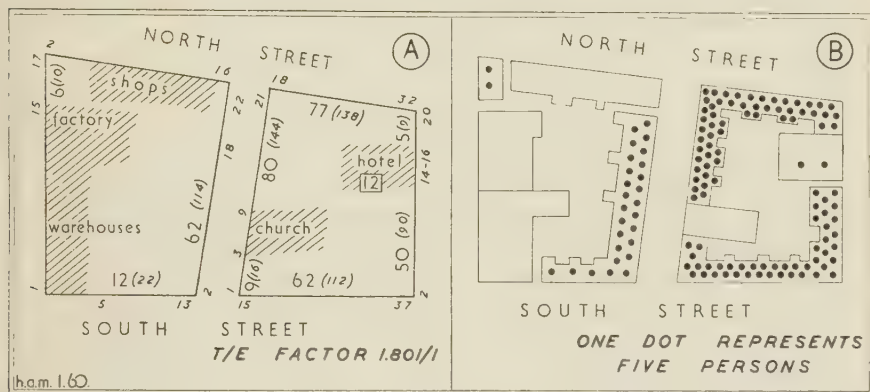 NORTH STREET
A
2
17
6(10)
shops
16
18
21
22
77 (138)
32
20
15
factory
5(9)
80 (144)
hotel
12
14-16
18
62 (114)
9
church
50 (90)
warehouses
3
9(16)
12(22)
62 (112)
1
5
13
2
1
15
37
2
SOUTH STREET
T/E FACTOR 1.801/1
h.a.m. 1.60.
NORTH STREET
B
SOUTH STREET
ONE DOT REPRESENTS
FIVE PERSONS